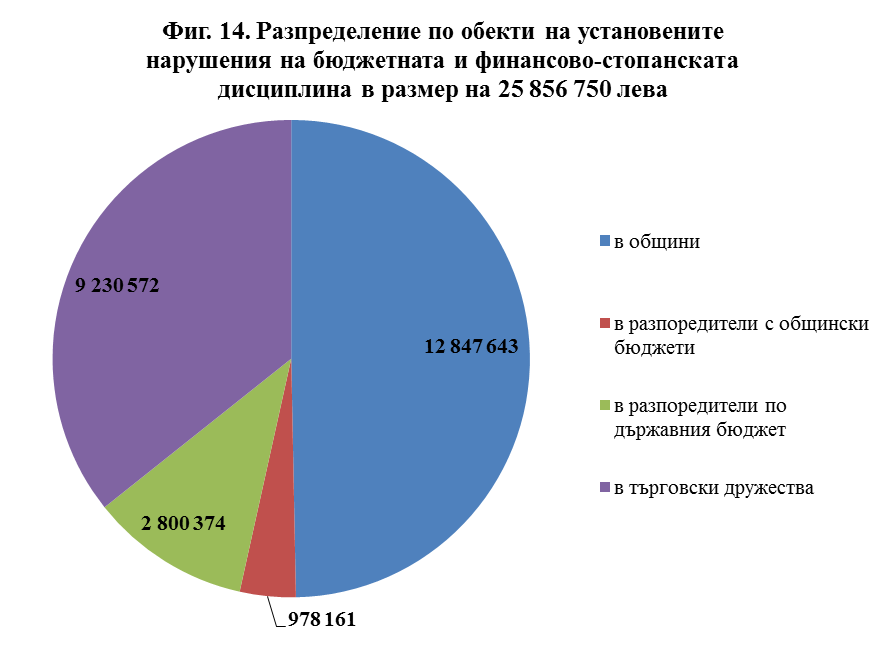 Фиг. 14. Разпределение по обекти на установените
нарушения на бюджетната и финансово-стопанската
дисциплина в размер на 25 856 750 лева
9 230 572
12 847 643
2 800 374
978 161
в общини
в разпоредители с общински
бюджети
в разпоредители по
държавния бюджет
в търговски дружества